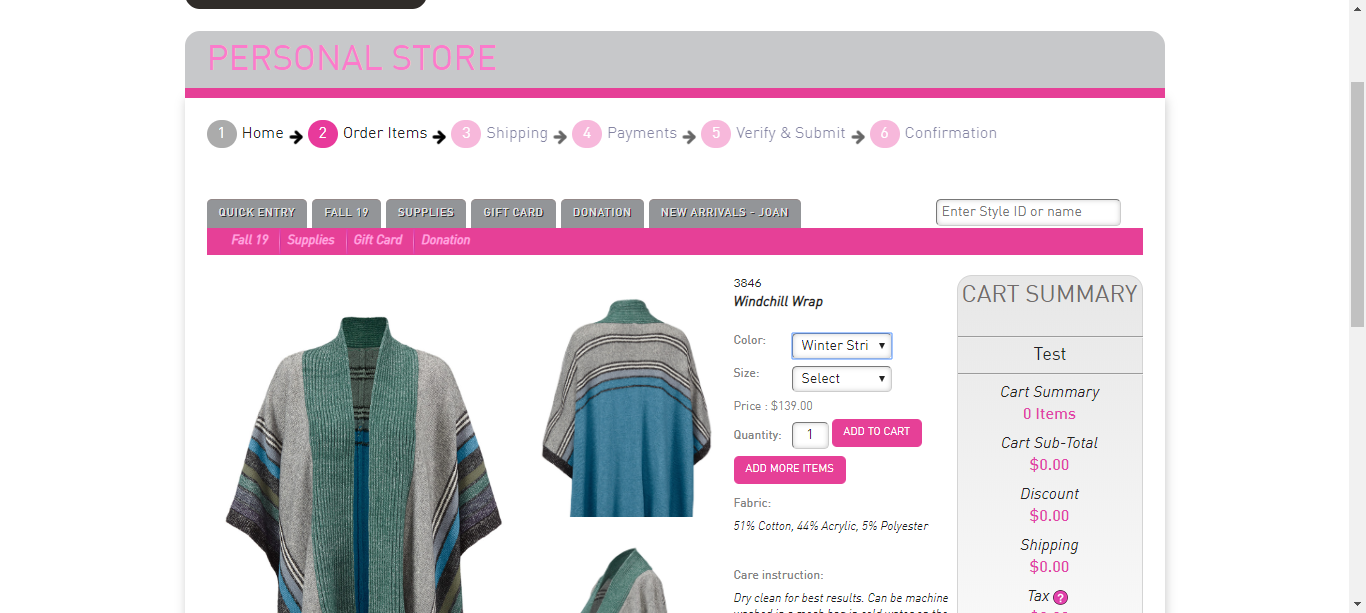 PERSONAL STORE
1 Home 2 Order Items 3 Shipping 4 Payments 5 Verify & Submit 6 Confirmation
QUICK ENTRY FALL 19 SUPPLIES GIFT CARD DONATION NEW ARRIVALS - JOAN Enter Style ID or name
Fall 19 Supplies Gift Card Donation
3846
Windchill Wrap
Color: Winter Stri
Size: Select
Price : $139.00
Quantity: 1 ADD TO CART
ADD MORE ITEMS
Fabric:
51% Cotton, 44% Acrylic, 5% Polyester
Care instruction:
Dry clean for best results. Can be machine
CART SUMMARY
Test
Cart Summary
0 Items
Cart Sub-Total
$0.00
Discount
$0.00
Shipping
$0.00
Tax ?